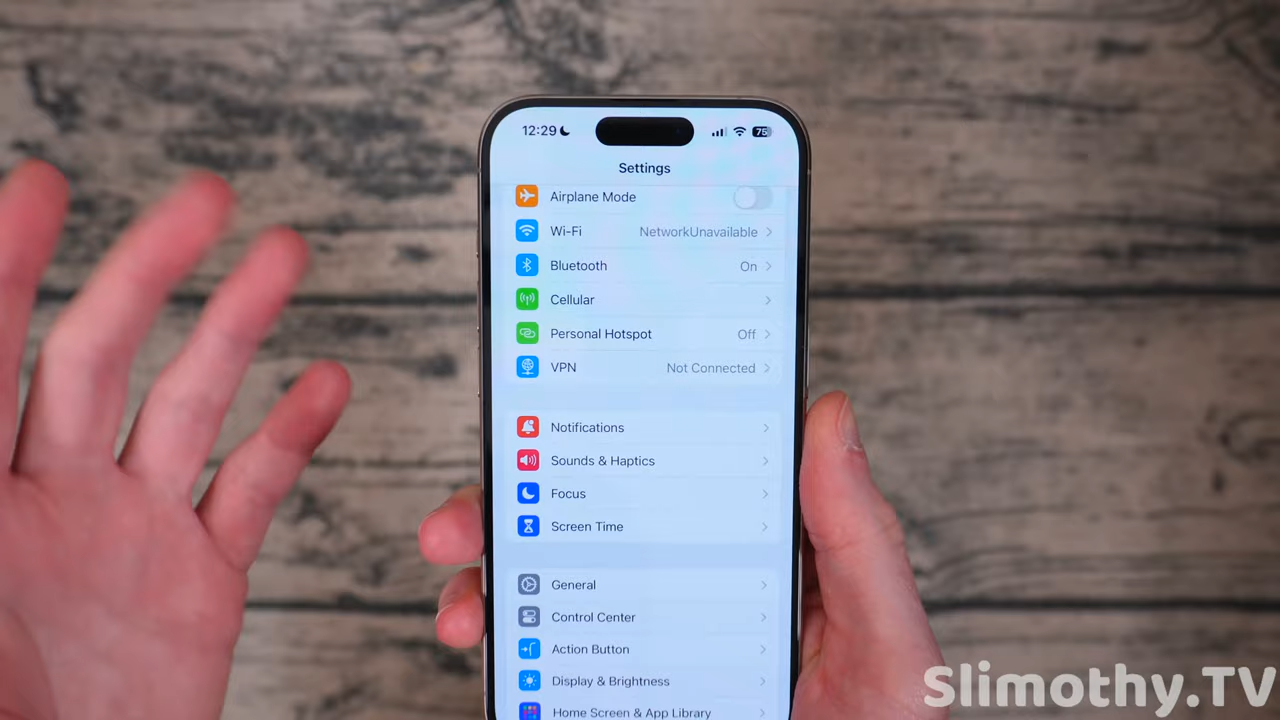 12:29 75
Settings
Airplane Mode
Wi-Fi NetworkUnavailable
Bluetooth On
Cellular
Personal Hotspot Off
VPN Not Connected
Notifications
Sounds & Haptics
Focus
Screen Time
General
Control Center
Action Button
Display & Brightness
Home Screen & App Library
Slimothy.TV